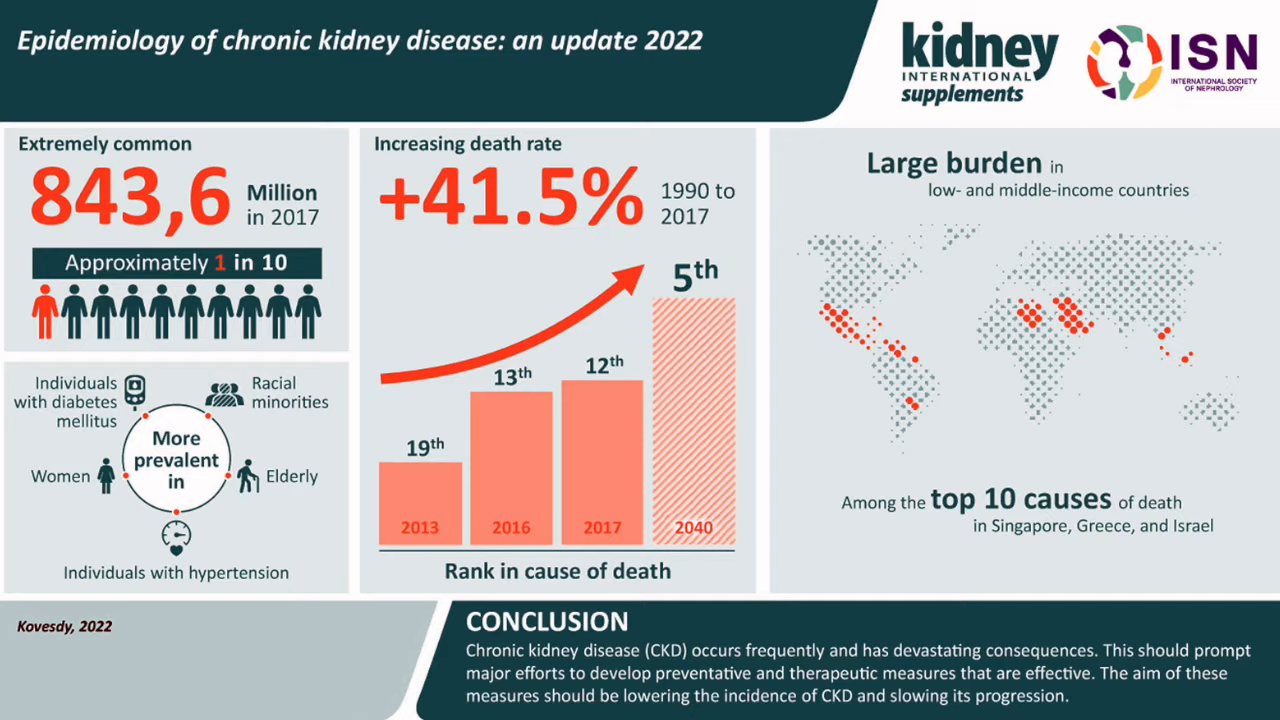 Epidemiology of chronic kidney disease: an update 2022
kidney
INTERNATIONAL
supplements
ISN
INTERNATIONAL SOCIETY
OF NEPHROLOGY
Extremely common
843,6 Million
in 2017
Approximately 1 in 10
Individuals
with diabetes
mellitus
Racial
minorities
More
prevalent
in
Women
Elderly
Individuals with hypertension
Increasing death rate
+41.5% 1990 to
2017
5th
13th
12th
19th
2013
2016
2017
2040
Rank in cause of death
Large burden in
low- and middle-income countries
Among the top 10 causes of death
in Singapore, Greece, and Israel
Kovesdy, 2022
CONCLUSION
Chronic kidney disease (CKD) occurs frequently and has devastating consequences. This should prompt
major efforts to develop preventative and therapeutic measures that are effective. The aim of these
measures should be lowering the incidence of CKD and slowing its progression.